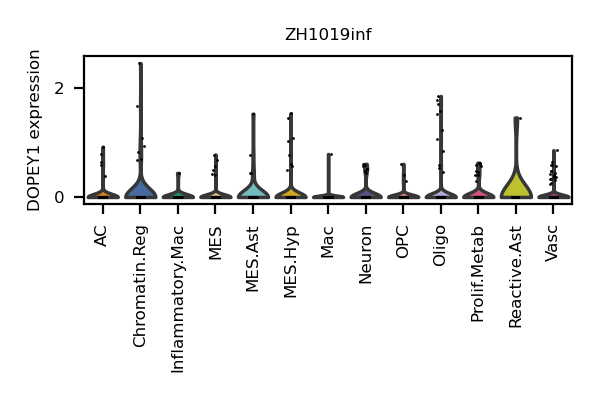 ZH1019inf
DOPEY1 expression
2
0
AC
Chromatin.Reg
Inflammatory.Mac
MES
MES.Ast
MES.Hyp
Mac
Neuron
OPC
Oligo
Prolif.Metab
Reactive.Ast
Vasc